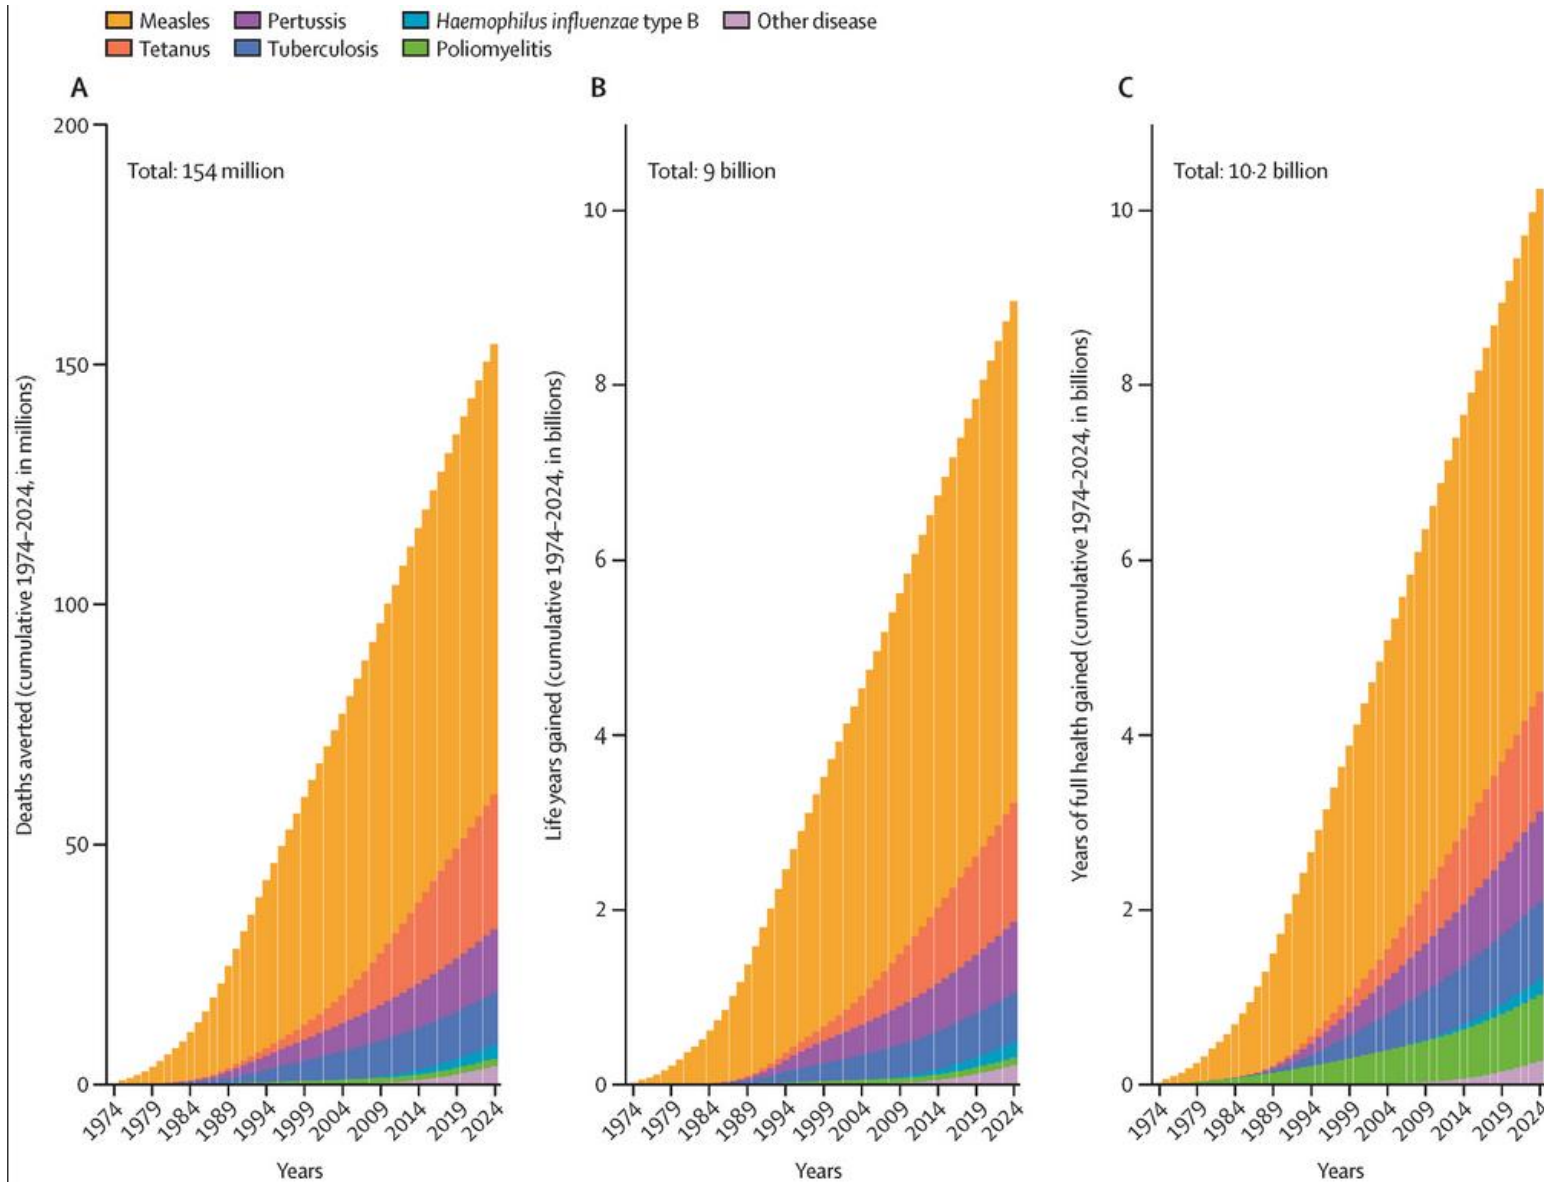 Measles Pertussis Haemophilus influenzae type B Other disease
Tetanus Tuberculosis Poliomyelitis
A
Deaths averted (cumulative 1974–2024, in millions)
200
150
100
50
0
Total: 154 million
1974 1979 1984 1989 1994 1999 2004 2009 2014 2019 2024
Years
B
Life years gained (cumulative 1974–2024, in billions)
10
8
6
4
2
0
Total: 9 billion
1974 1979 1984 1989 1994 1999 2004 2009 2014 2019 2024
Years
C
Years of full health gained (cumulative 1974–2024, in billions)
10
8
6
4
2
0
Total: 10·2 billion
1974 1979 1984 1989 1994 1999 2004 2009 2014 2019 2024
Years